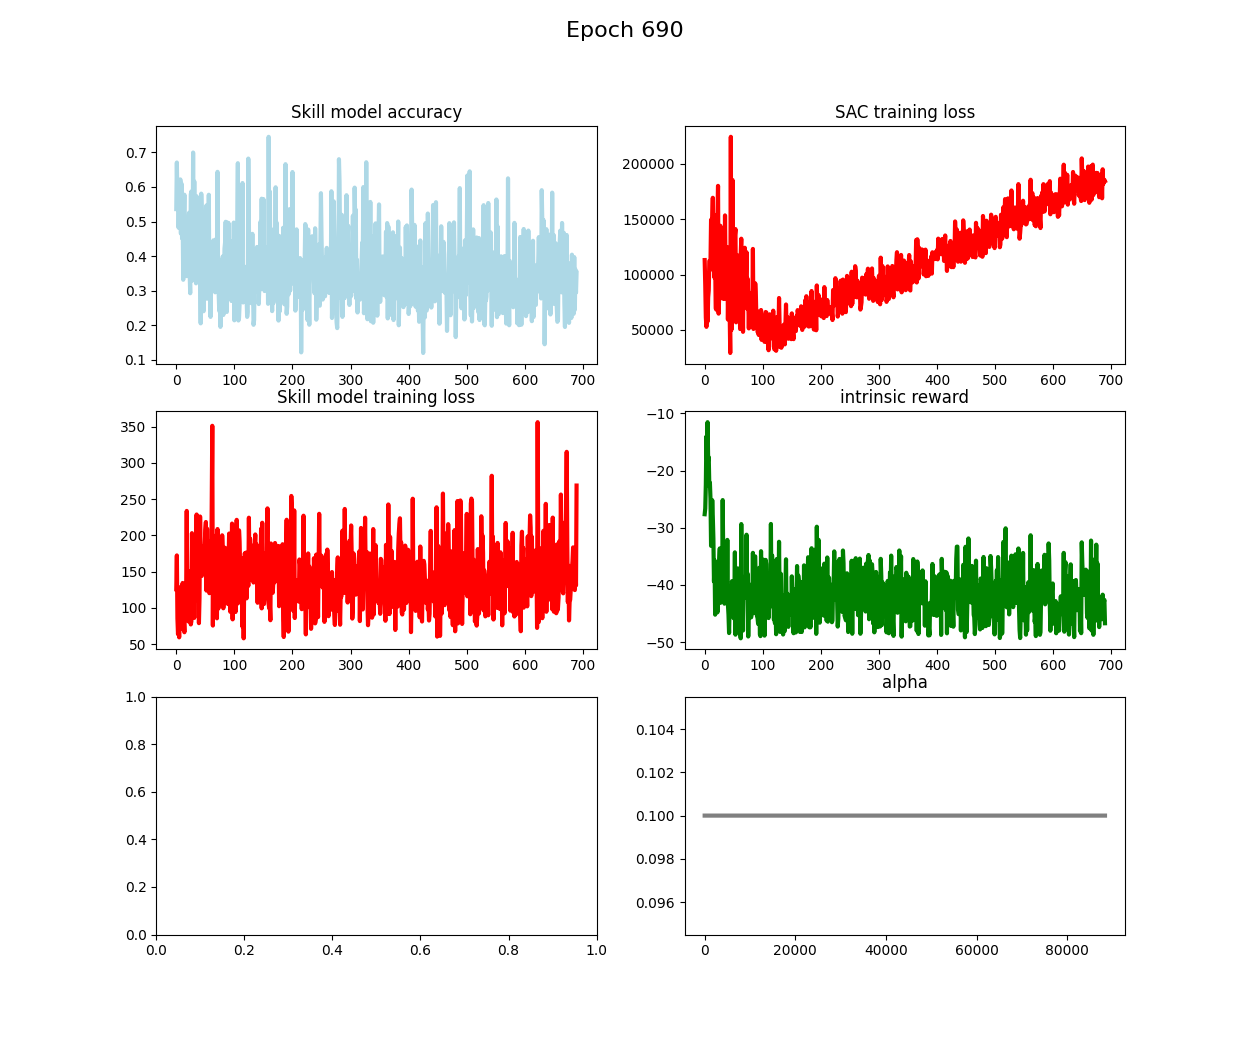 Epoch 690
Skill model accuracy
0.7
0.6
0.5
0.4
0.3
0.2
0.1
0 100 200 300 400 500 600 700
SAC training loss
200000
150000
100000
50000
0 100 200 300 400 500 600 700
Skill model training loss
350
300
250
200
150
100
50
0 100 200 300 400 500 600 700
intrinsic reward
−10
−20
−30
−40
−50
0 100 200 300 400 500 600 700
1.0
0.8
0.6
0.4
0.2
0.0
0.0 0.2 0.4 0.6 0.8 1.0
alpha
0.104
0.102
0.100
0.098
0.096
0 20000 40000 60000 80000